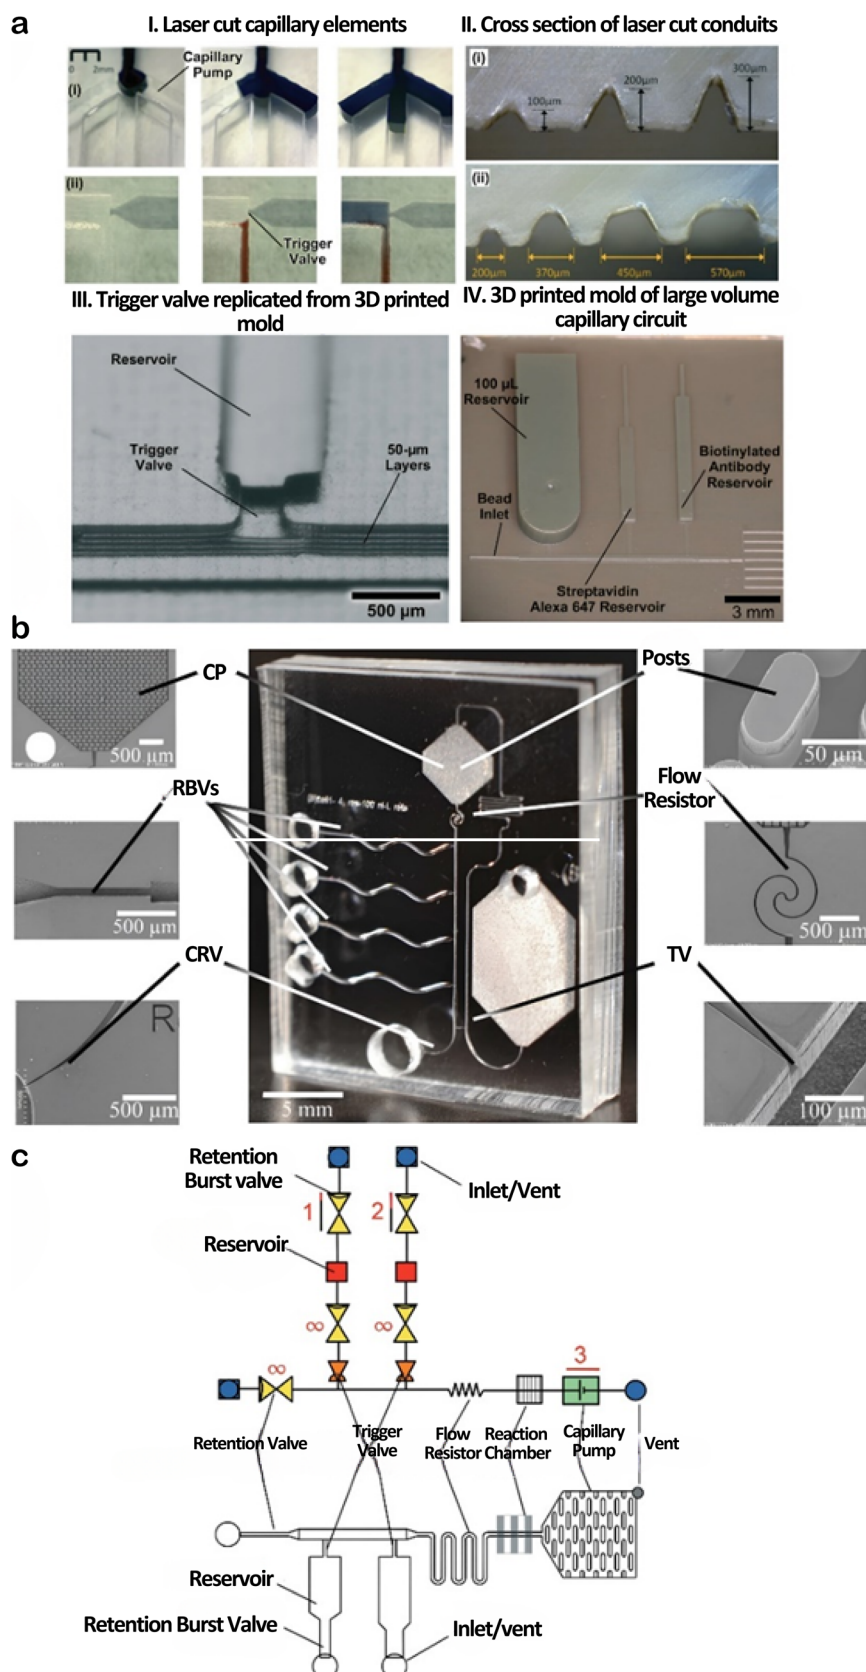 a
I. Laser cut capillary elements
II. Cross section of laser cut conduits
0 2mm
Capillary
Pump
(i)
(ii)
Trigger
Valve
(i)
100µm
200µm
300µm
(ii)
200µm
370µm
450µm
570µm
III. Trigger valve replicated from 3D printed
mold
IV. 3D printed mold of large volume
capillary circuit
Reservoir
Trigger
Valve
50-µm
Layers
500 µm
100 µL
Reservoir
Bead
Inlet
Biotinylated
Antibody
Reservoir
Streptavidin
Alexa 647 Reservoir
3 mm
b
CP
500 µm
RBVs
500 µm
CRV
R
500 µm
5 mm
Posts
50 µm
Flow
Resistor
500 µm
TV
100 µm
c
Retention
Burst valve
Inlet/Vent
1
2
Reservoir
∞
∞
∞
3
Retention Valve
Trigger
Valve
Flow
Resistor
Reaction
Chamber
Capillary
Pump
Vent
Reservoir
Retention Burst Valve
Inlet/vent